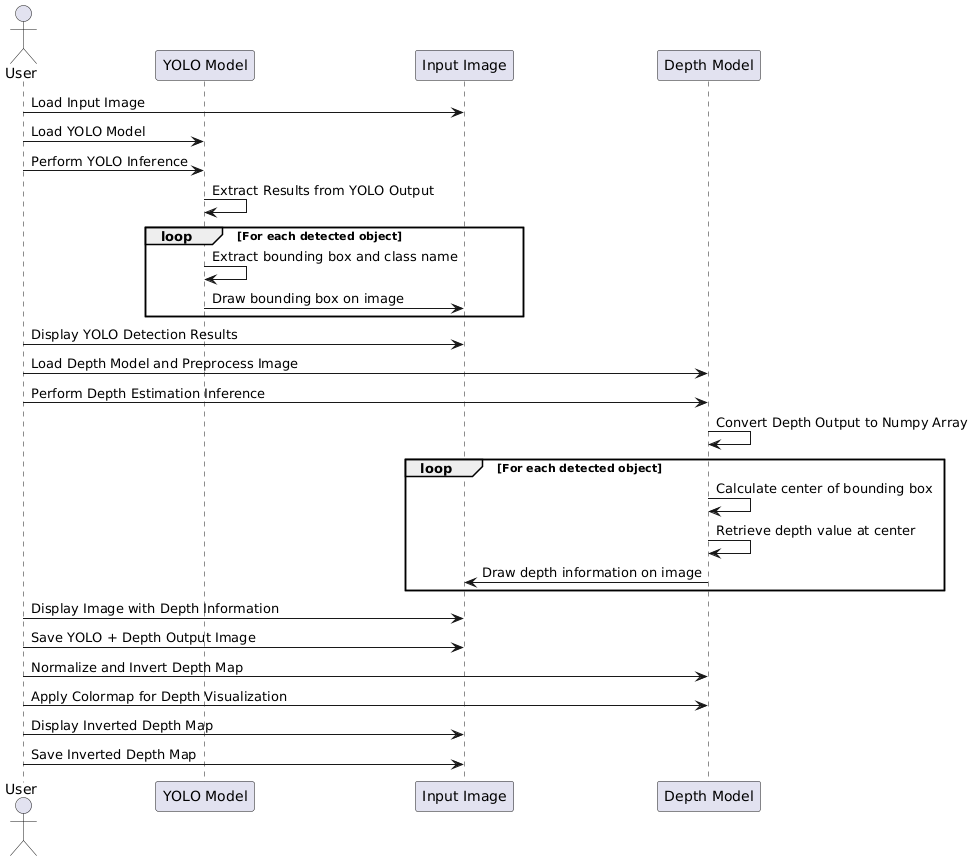 User
YOLO Model
Input Image
Depth Model
Load Input Image
Load YOLO Model
Perform YOLO Inference
Extract Results from YOLO Output
loop [For each detected object]
Extract bounding box and class name
Draw bounding box on image
Display YOLO Detection Results
Load Depth Model and Preprocess Image
Perform Depth Estimation Inference
Convert Depth Output to Numpy Array
loop [For each detected object]
Calculate center of bounding box
Retrieve depth value at center
Draw depth information on image
Display Image with Depth Information
Save YOLO + Depth Output Image
Normalize and Invert Depth Map
Apply Colormap for Depth Visualization
Display Inverted Depth Map
Save Inverted Depth Map
User
YOLO Model
Input Image
Depth Model